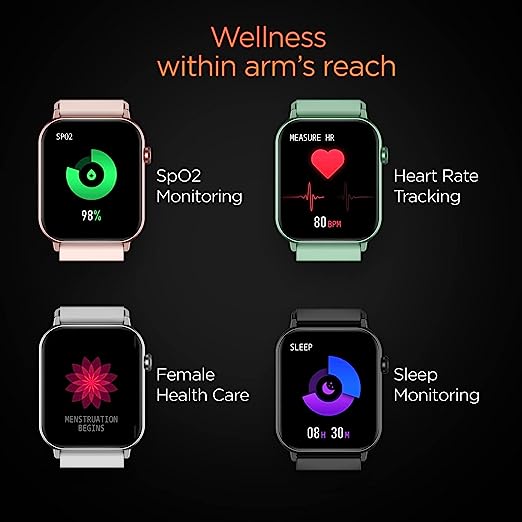 Wellness
within arm's reach
SPO2
98%
SpO2
Monitoring
MEASURE HR
80 BPM
Heart Rate
Tracking
MENSTRUATION
BEGINS
Female
Health Care
SLEEP
08H 30M
Sleep
Monitoring